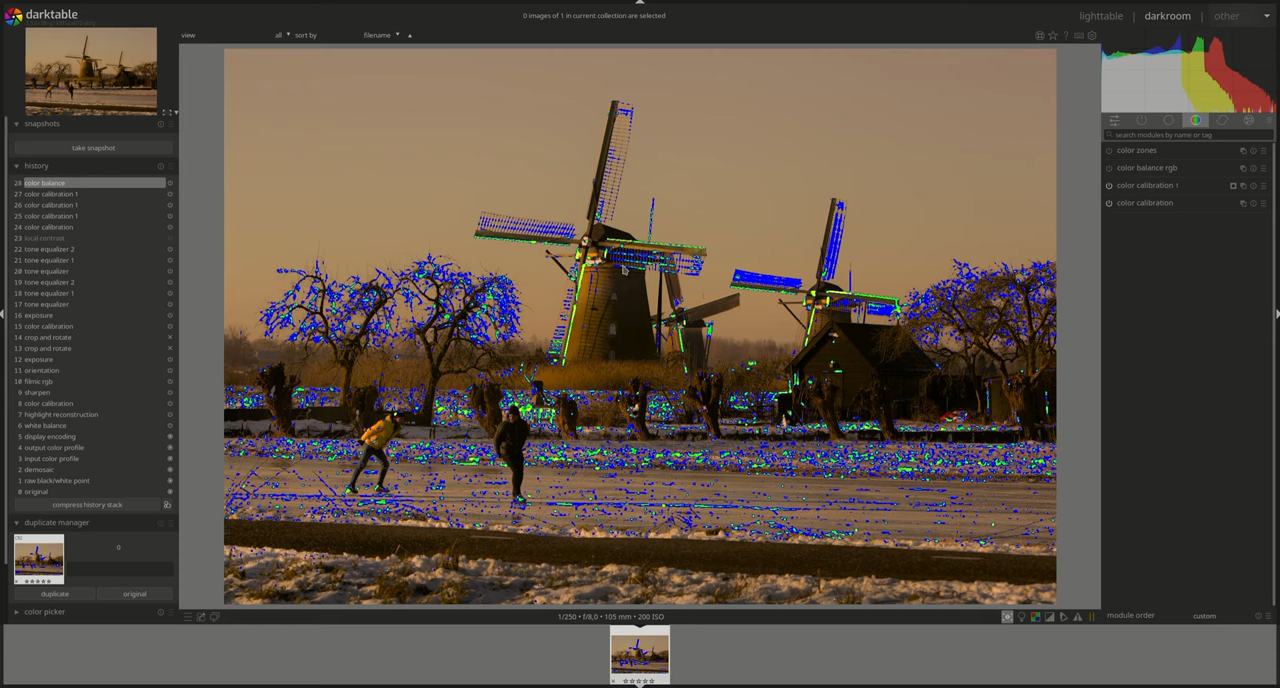 darktable
0 images of 1 in current collection are selected
lighttable | darkroom | other
view all sort by filename
snapshots
take snapshot
history
28 color balance
27 color calibration 1
26 color calibration 1
25 color calibration 1
24 color calibration
23 local contrast
22 tone equalizer 2
21 tone equalizer 1
20 tone equalizer
19 tone equalizer 2
18 tone equalizer 1
17 tone equalizer
16 exposure
15 color calibration
14 crop and rotate
13 crop and rotate
12 exposure
11 orientation
10 filmic rgb
9 sharpen
8 color calibration
7 highlight reconstruction
6 white balance
5 display encoding
4 output color profile
3 input color profile
2 demosaic
1 raw black/white point
0 original
compress history stack
duplicate manager
CR2
0
duplicate original
color picker
search modules by name or tag
color zones
color balance rgb
color calibration 1
color calibration
1/250 • f/8,0 • 105 mm • 200 ISO
module order custom